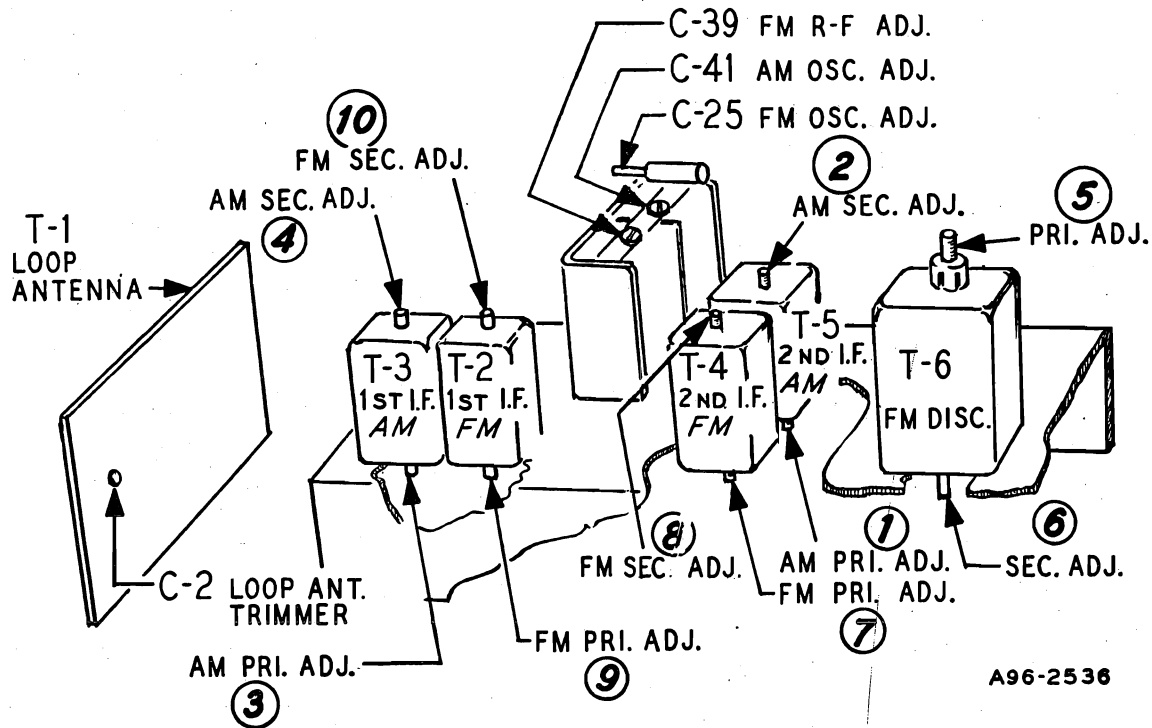 C-39 FM R-F ADJ.
C-41 AM OSC. ADJ.
C-25 FM OSC. ADJ.
10
FM SEC. ADJ.
2
AM SEC. ADJ.
AM SEC. ADJ.
4
5
PRI. ADJ.
T-1
LOOP
ANTENNA
T-3
1ST I.F.
AM
T-2
1ST I.F.
FM
T-4
2ND I.F.
FM
T-5
2ND I.F.
AM
T-6
FM DISC.
8
FM SEC. ADJ.
1
AM PRI. ADJ.
FM PRI. ADJ.
7
6
SEC. ADJ.
C-2 LOOP ANT.
TRIMMER
AM PRI. ADJ.
3
FM PRI. ADJ.
9
A96-2536